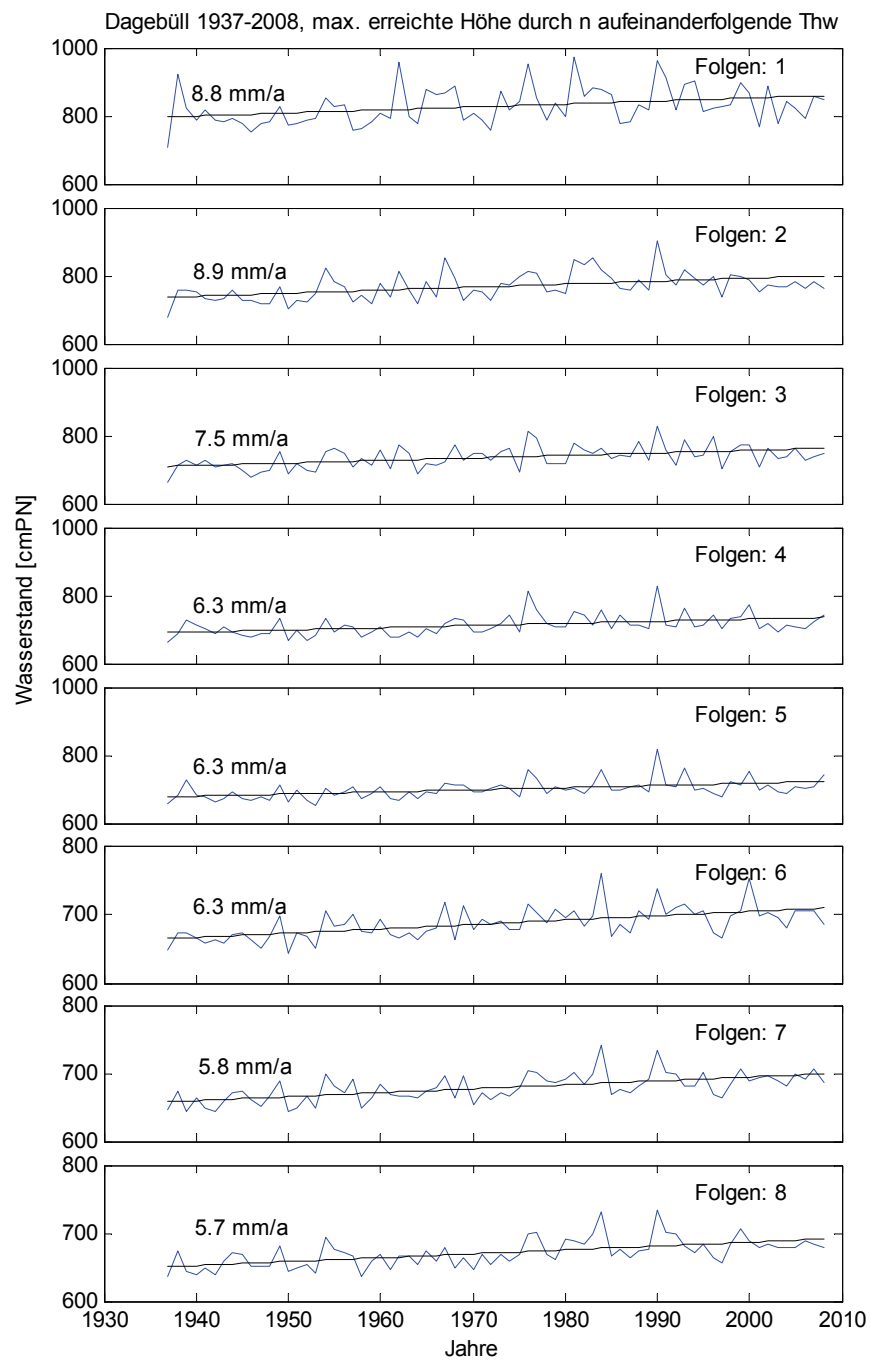 Dagebüll 1937-2008, max. erreichte Höhe durch n aufeinanderfolgende Thw
1000
800
600
8.8 mm/a
Folgen: 1
1000
800
600
8.9 mm/a
Folgen: 2
1000
800
600
7.5 mm/a
Folgen: 3
1000
800
600
6.3 mm/a
Folgen: 4
1000
800
600
6.3 mm/a
Folgen: 5
800
700
600
6.3 mm/a
Folgen: 6
800
700
600
5.8 mm/a
Folgen: 7
800
700
600
5.7 mm/a
Folgen: 8
Wasserstand [cmPN]
1930 1940 1950 1960 1970 1980 1990 2000 2010
Jahre